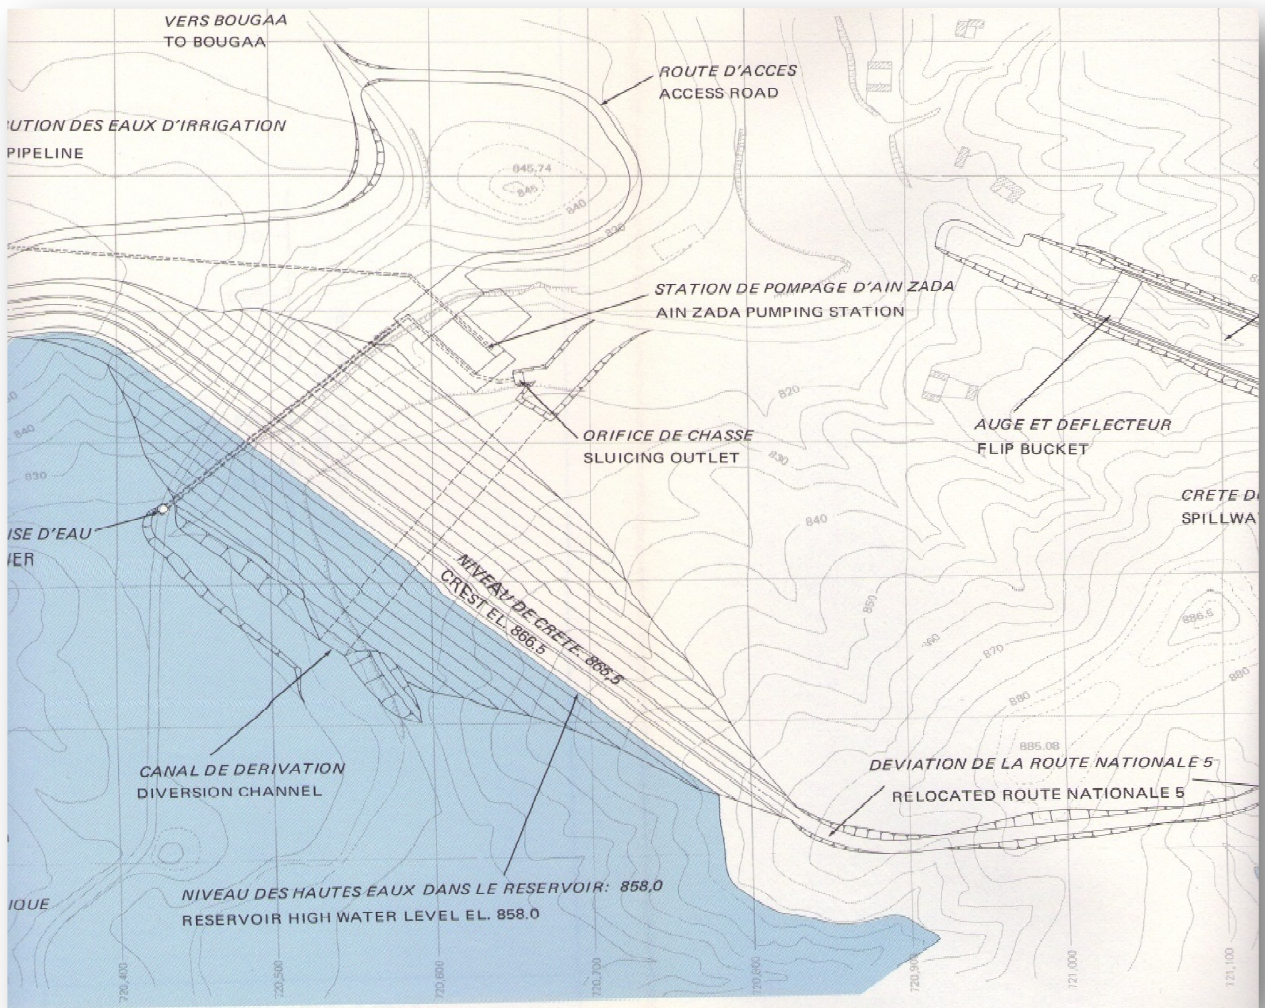 VERS BOUGAA
TO BOUGAA
ROUTE D'ACCES
ACCESS ROAD
UTION DES EAUX D'IRRIGATION
PIPELINE
845.74
845
840
830
STATION DE POMPAGE D'AIN ZADA
AIN ZADA PUMPING STATION
820
AUGE ET DEFLECTEUR
FLIP BUCKET
ORIFICE DE CHASSE
SLUICING OUTLET
840
830
830
840
CRETE D
SPILLWA
ISE D'EAU
ER
NIVEAU DE CRETE: 866,5
CREST EL. 866.5
850
860
870
880
886.5
880
885.08
DEVIATION DE LA ROUTE NATIONALE 5
RELOCATED ROUTE NATIONALE 5
CANAL DE DERIVATION
DIVERSION CHANNEL
NIVEAU DES HAUTES EAUX DANS LE RESERVOIR: 858,0
RESERVOIR HIGH WATER LEVEL EL. 858.0
IQUE
720,400
720,500
720,600
720,700
720,800
720,900
721,000
721,100